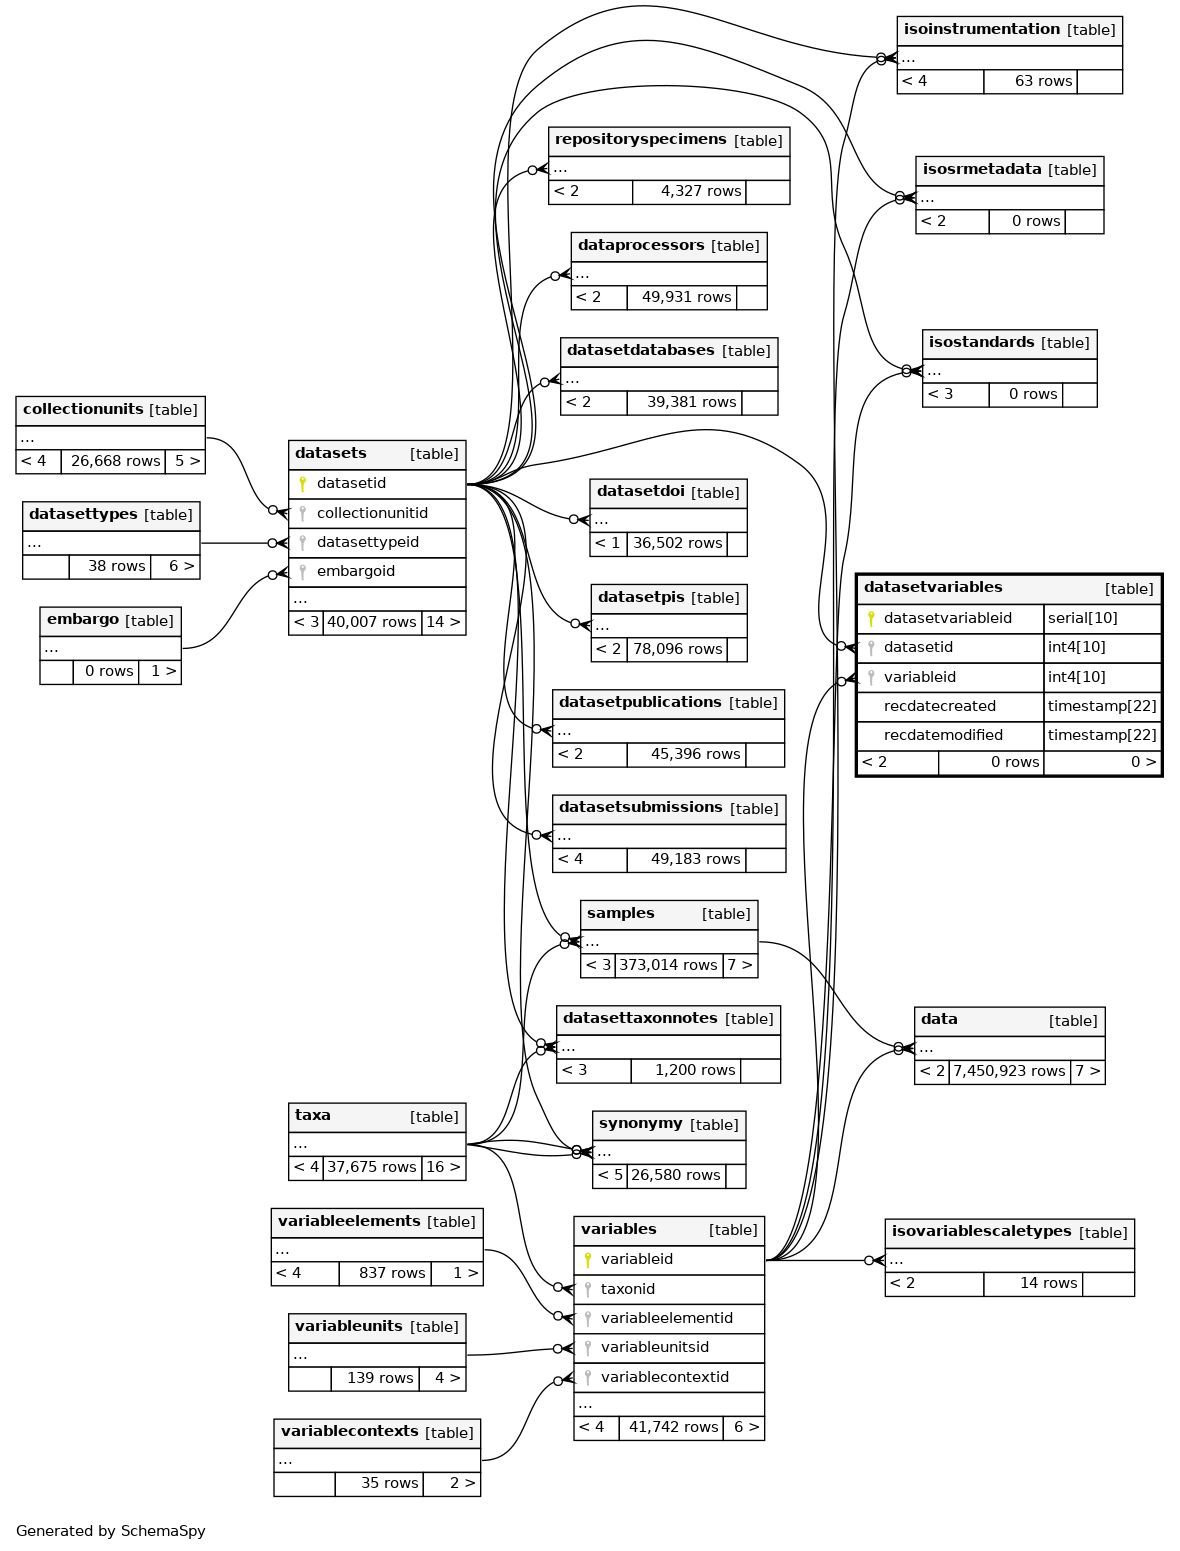 isoinstrumentation [table]
...
< 4 63 rows
repositoryspecimens [table]
...
< 2 4,327 rows
isosrmetadata [table]
...
< 2 0 rows
dataprocessors [table]
...
< 2 49,931 rows
isostandards [table]
...
< 3 0 rows
datasetdatabases [table]
...
< 2 39,381 rows
collectionunits [table]
...
< 4 26,668 rows 5 >
datasettypes [table]
...
38 rows 6 >
embargo [table]
...
0 rows 1 >
datasets [table]
datasetid
collectionunitid
datasettypeid
embargoid
...
< 3 40,007 rows 14 >
datasetdoi [table]
...
< 1 36,502 rows
datasetpis [table]
...
< 2 78,096 rows
datasetvariables [table]
datasetvariableid serial[10]
datasetid int4[10]
variableid int4[10]
recdatecreated timestamp[22]
recdatemodified timestamp[22]
< 2 0 rows 0 >
datasetpublications [table]
...
< 2 45,396 rows
datasetsubmissions [table]
...
< 4 49,183 rows
samples [table]
...
< 3 373,014 rows 7 >
datasettaxonnotes [table]
...
< 3 1,200 rows
data [table]
...
< 2 7,450,923 rows 7 >
taxa [table]
...
< 4 37,675 rows 16 >
synonymy [table]
...
< 5 26,580 rows
variableelements [table]
...
< 4 837 rows 1 >
variableunits [table]
...
139 rows 4 >
variablecontexts [table]
...
35 rows 2 >
variables [table]
variableid
taxonid
variableelementid
variableunitsid
variablecontextid
...
< 4 41,742 rows 6 >
isovariablescaletypes [table]
...
< 2 14 rows
Generated by SchemaSpy